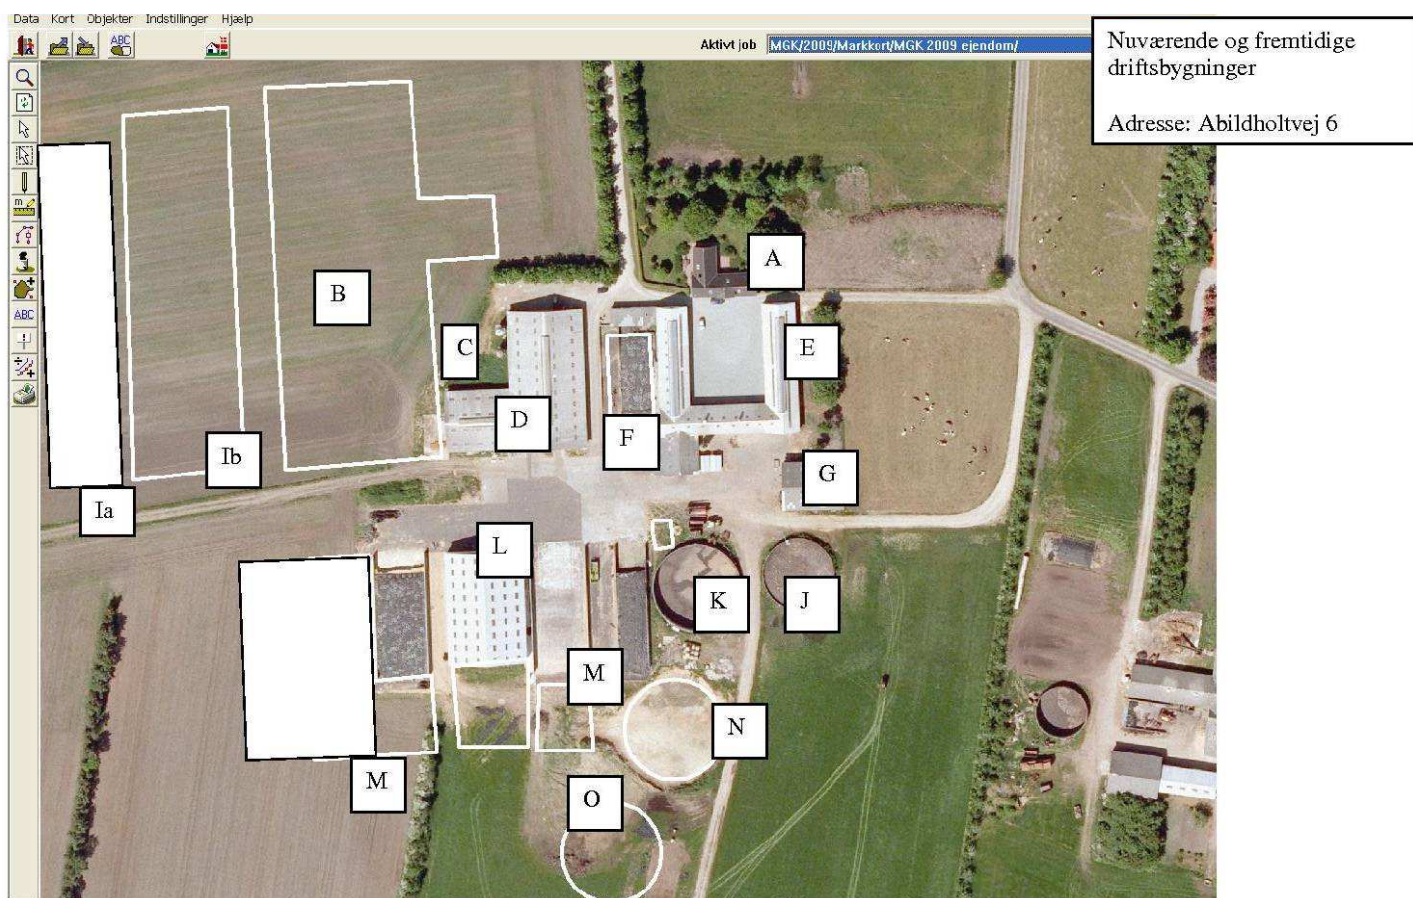 Data Kort Objekter Indstillinger Hjælp
ABC
Aktivt job MGK/2009/Markkort/MGK 2009 ejendom/
Nuværende og fremtidige
driftsbygninger
Adresse: Abildholtvej 6
m
ABC
A
B
C
E
D
F
Ib
G
Ia
L
K
J
M
N
M
O